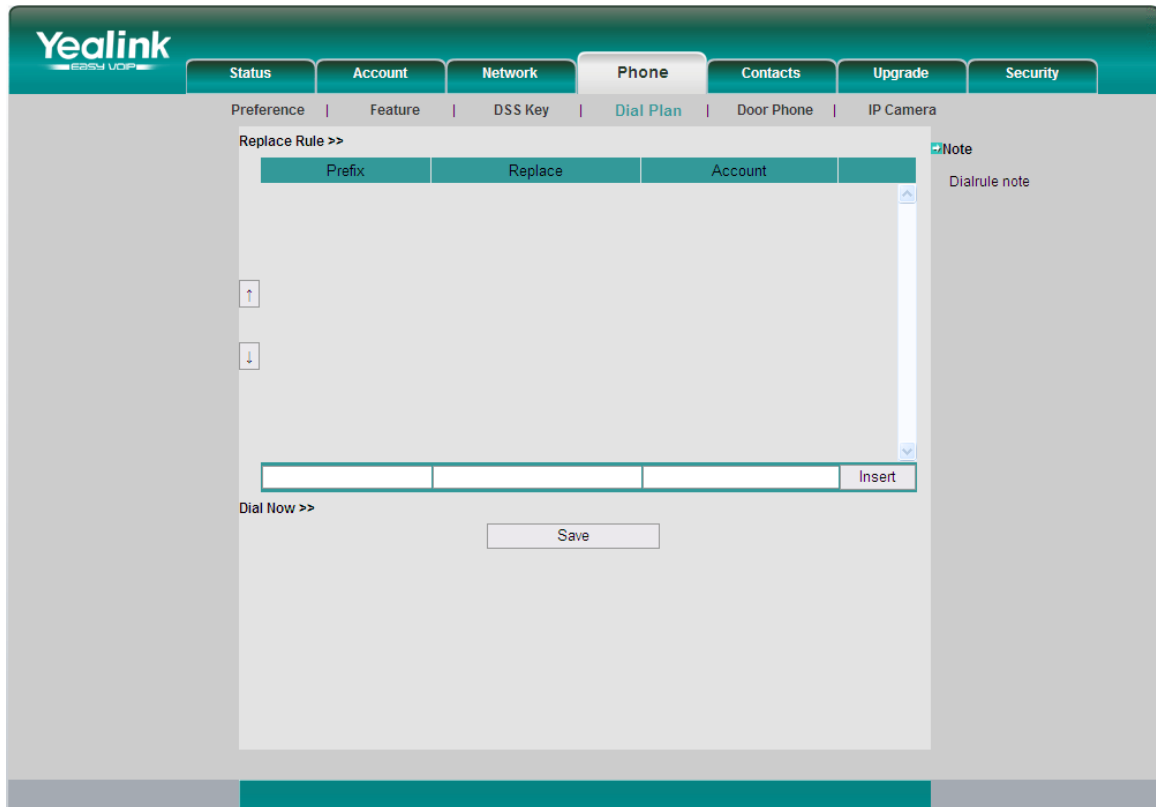 Yealink
EASY VOIP
Status Account Network Phone Contacts Upgrade Security
Preference | Feature | DSS Key | Dial Plan | Door Phone | IP Camera
Replace Rule >>
Prefix Replace Account
↑
↓
Insert
Dial Now >>
Save
Note
Dialrule note